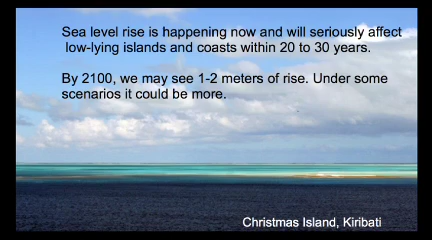 Sea level rise is happening now and will seriously affect
low-lying islands and coasts within 20 to 30 years.
By 2100, we may see 1-2 meters of rise. Under some
scenarios it could be more.
Christmas Island, Kiribati